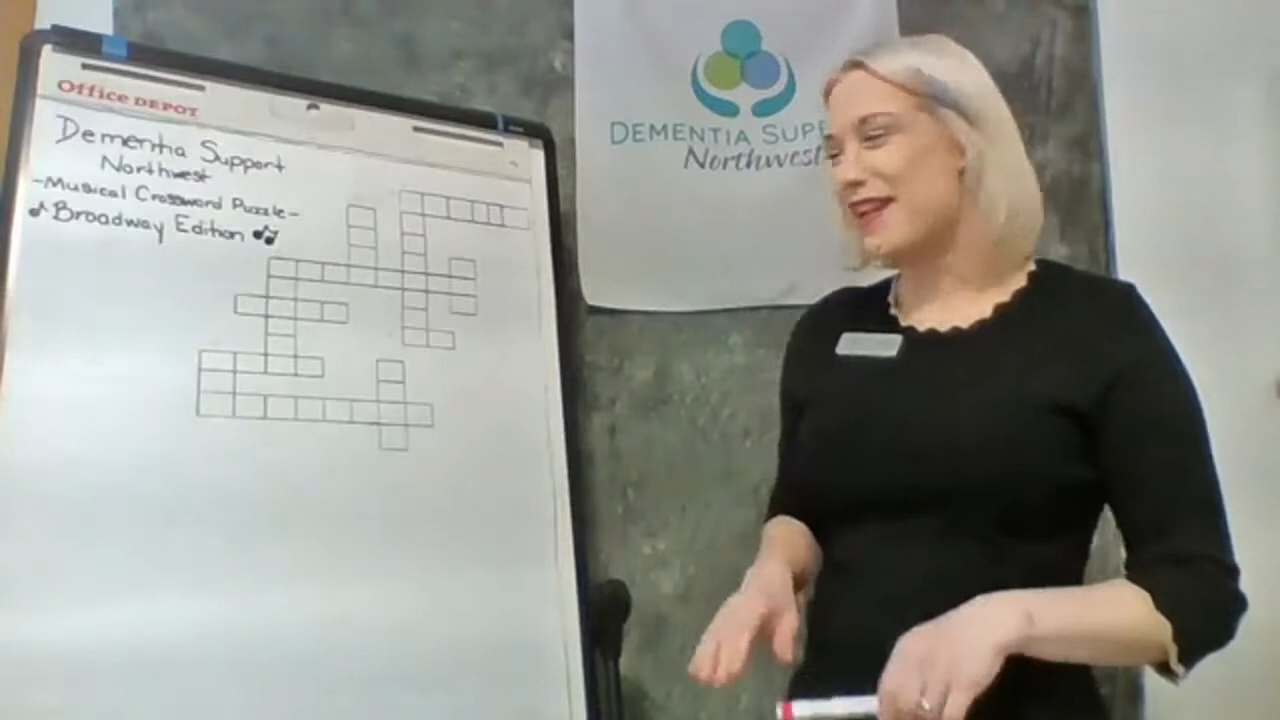 Office DEPOT
Dementia Support
Northwest
-Musical Crossword Puzzle-
♪ Broadway Edition ♫
DEMENTIA SUPP
Northwest